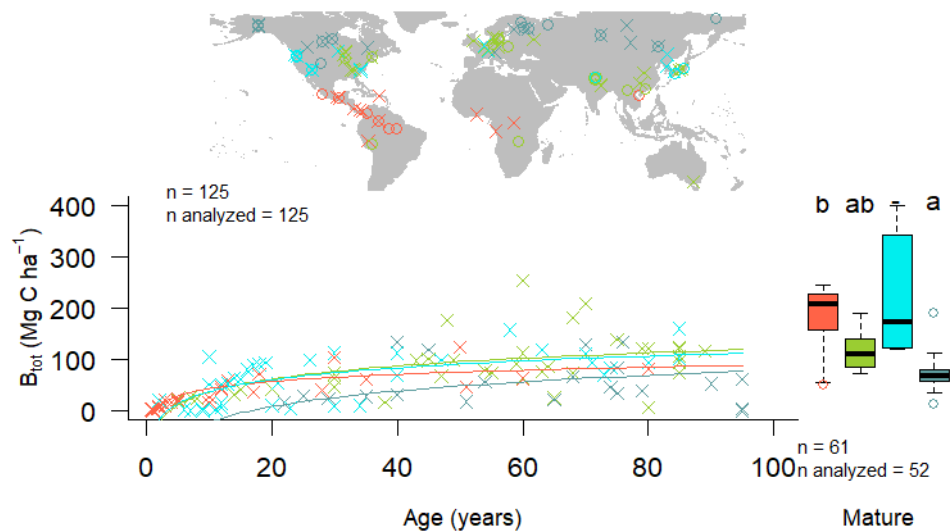 n = 125
n analyzed = 125
B_tot (Mg C ha⁻¹)
400
300
200
100
0
0 20 40 60 80 100
Age (years)
b ab - a
n = 61
n analyzed = 52
Mature